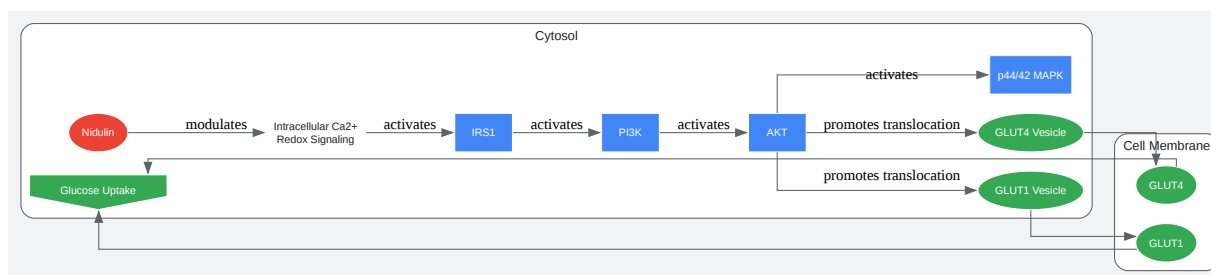 Cytosol
activates
p44/42 MAPK
Nidulin
modulates
Intracellular Ca2+
Redox Signaling
activates
IRS1
activates
PI3K
activates
AKT
promotes translocation
GLUT4 Vesicle
Cell Membrane
Glucose Uptake
promotes translocation
GLUT1 Vesicle
GLUT4
GLUT1